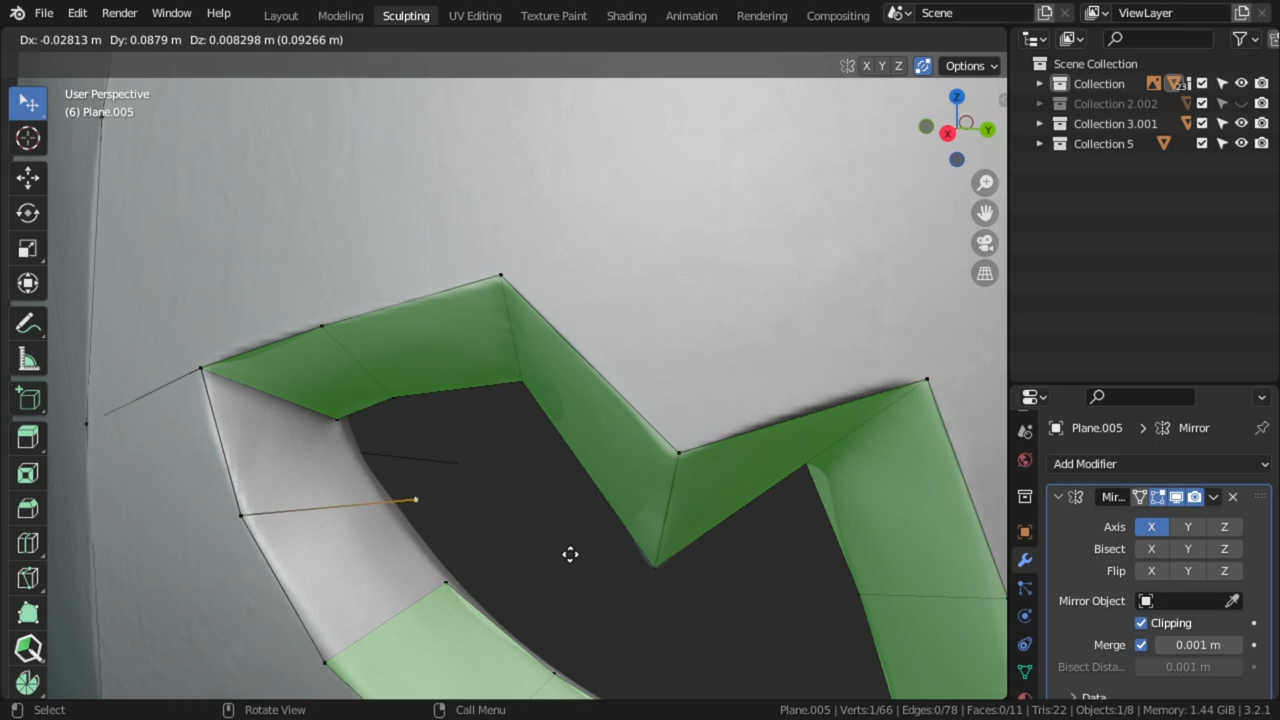 File Edit Render Window Help Layout Modeling Sculpting UV Editing Texture Paint Shading Animation Rendering Compositing Scene ViewLayer
Dx: -0.02813 m Dy: 0.0879 m Dz: 0.008298 m (0.09266 m)
X Y Z Options
User Perspective
(6) Plane.005
Z
X
Y
Scene Collection
Collection 23
Collection 2.002
Collection 3.001
Collection 5
Plane.005 Mirror
Add Modifier
Mir...
Axis X Y Z
Bisect X Y Z
Flip X Y Z
Mirror Object
Clipping
Merge 0.001 m
Bisect Dista... 0.001 m
Data
Select Rotate View Call Menu Plane.005 | Verts:1/66 | Edges:0/78 | Faces:0/11 | Tris:22 | Objects:1/8 | Memory: 1.44 GiB | 3.2.1